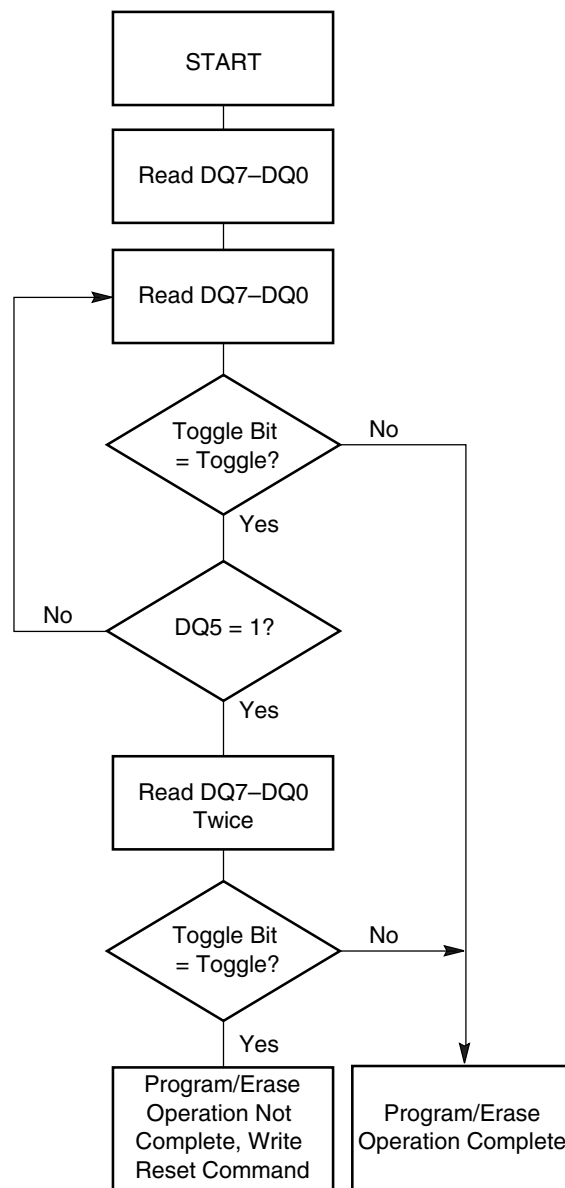 START
Read DQ7–DQ0
Read DQ7–DQ0
Toggle Bit
= Toggle?
No
Yes
No
DQ5 = 1?
Yes
Read DQ7–DQ0
Twice
Toggle Bit
= Toggle?
No
Yes
Program/Erase
Operation Not
Complete, Write
Reset Command
Program/Erase
Operation Complete